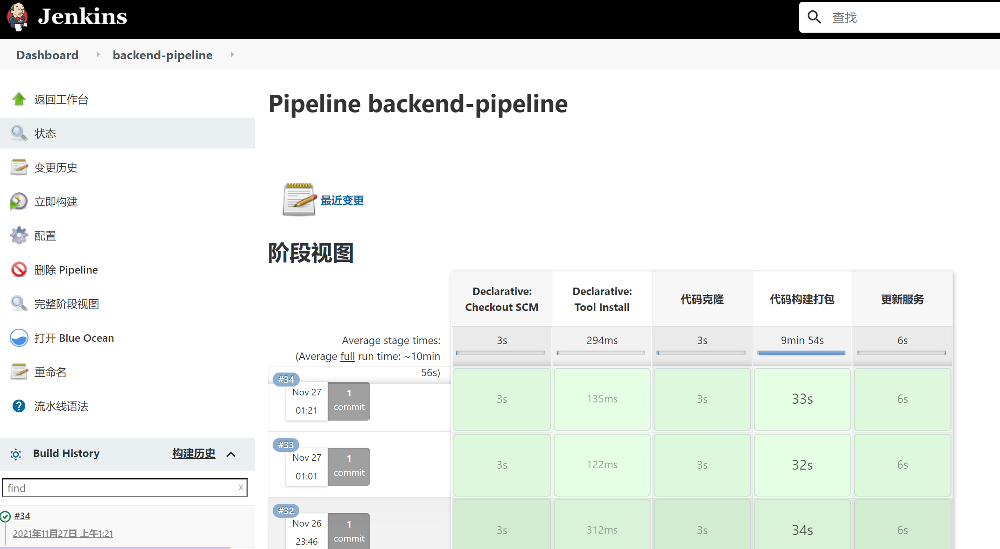 Jenkins
查找
Dashboard
backend-pipeline
返回工作台
状态
变更历史
立即构建
配置
删除 Pipeline
完整阶段视图
打开 Blue Ocean
重命名
流水线语法
Build History 构建历史
find x
#34
2021年11月27日 上午1:21
Pipeline backend-pipeline
最近变更
阶段视图
Declarative: Checkout SCM
Declarative: Tool Install
代码克隆
代码构建打包
更新服务
Average stage times:
(Average full run time: ~10min
56s)
3s 294ms 3s 9min 54s 6s
#34
Nov 27
01:21
1
commit
3s 135ms 3s 33s 6s
#33
Nov 27
01:01
1
commit
3s 122ms 3s 32s 6s
#32
Nov 26
23:46
1
commit
3s 312ms 3s 34s 6s